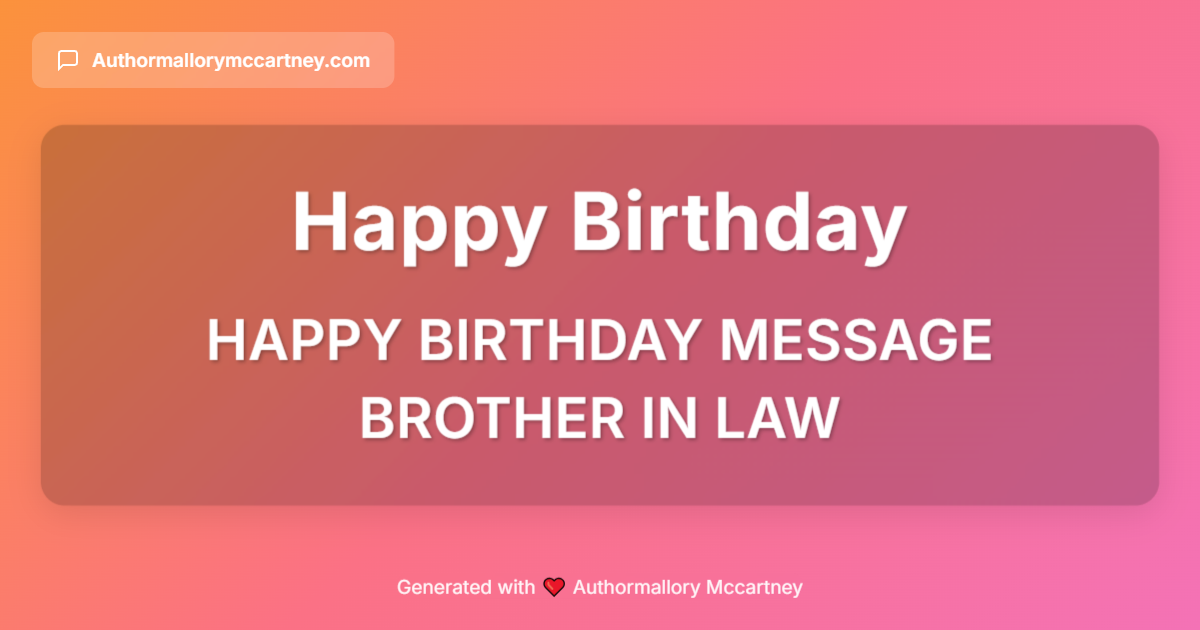 Authormallorymccartney.com
Happy Birthday
HAPPY BIRTHDAY MESSAGE
BROTHER IN LAW
Generated with ❤️ Authormallory Mccartney